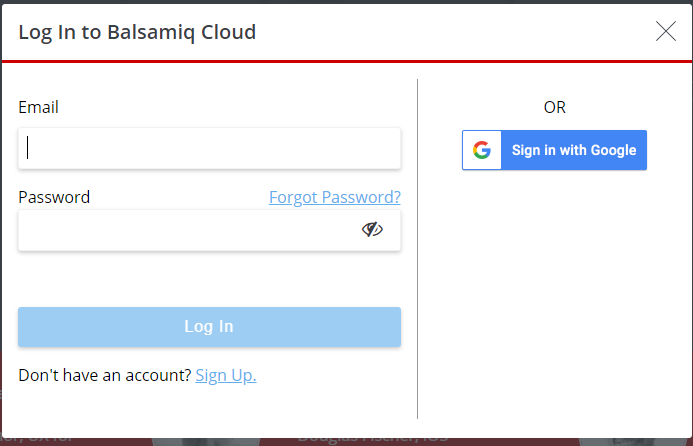 Log In to Balsamiq Cloud
Email
Password
Forgot Password?
Log In
Don't have an account? Sign Up.
OR
Sign in with Google
Douglas Fischer, iOS